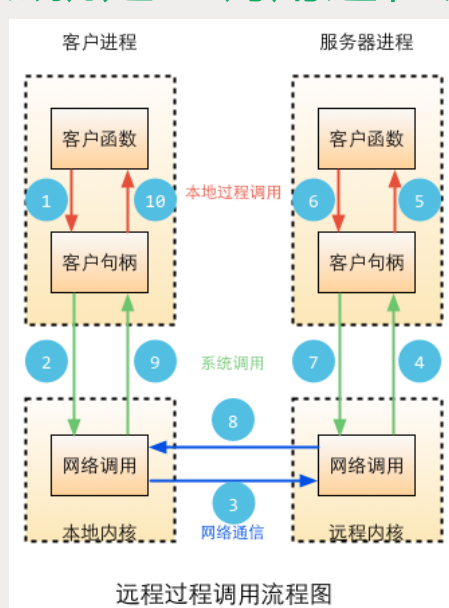 客户进程 服务器进程
客户函数 客户函数
1 10 本地过程调用 6 5
客户句柄 客户句柄
2 9 系统调用 7 4
8
网络调用 网络调用
3
本地内核 网络通信 远程内核
远程过程调用流程图